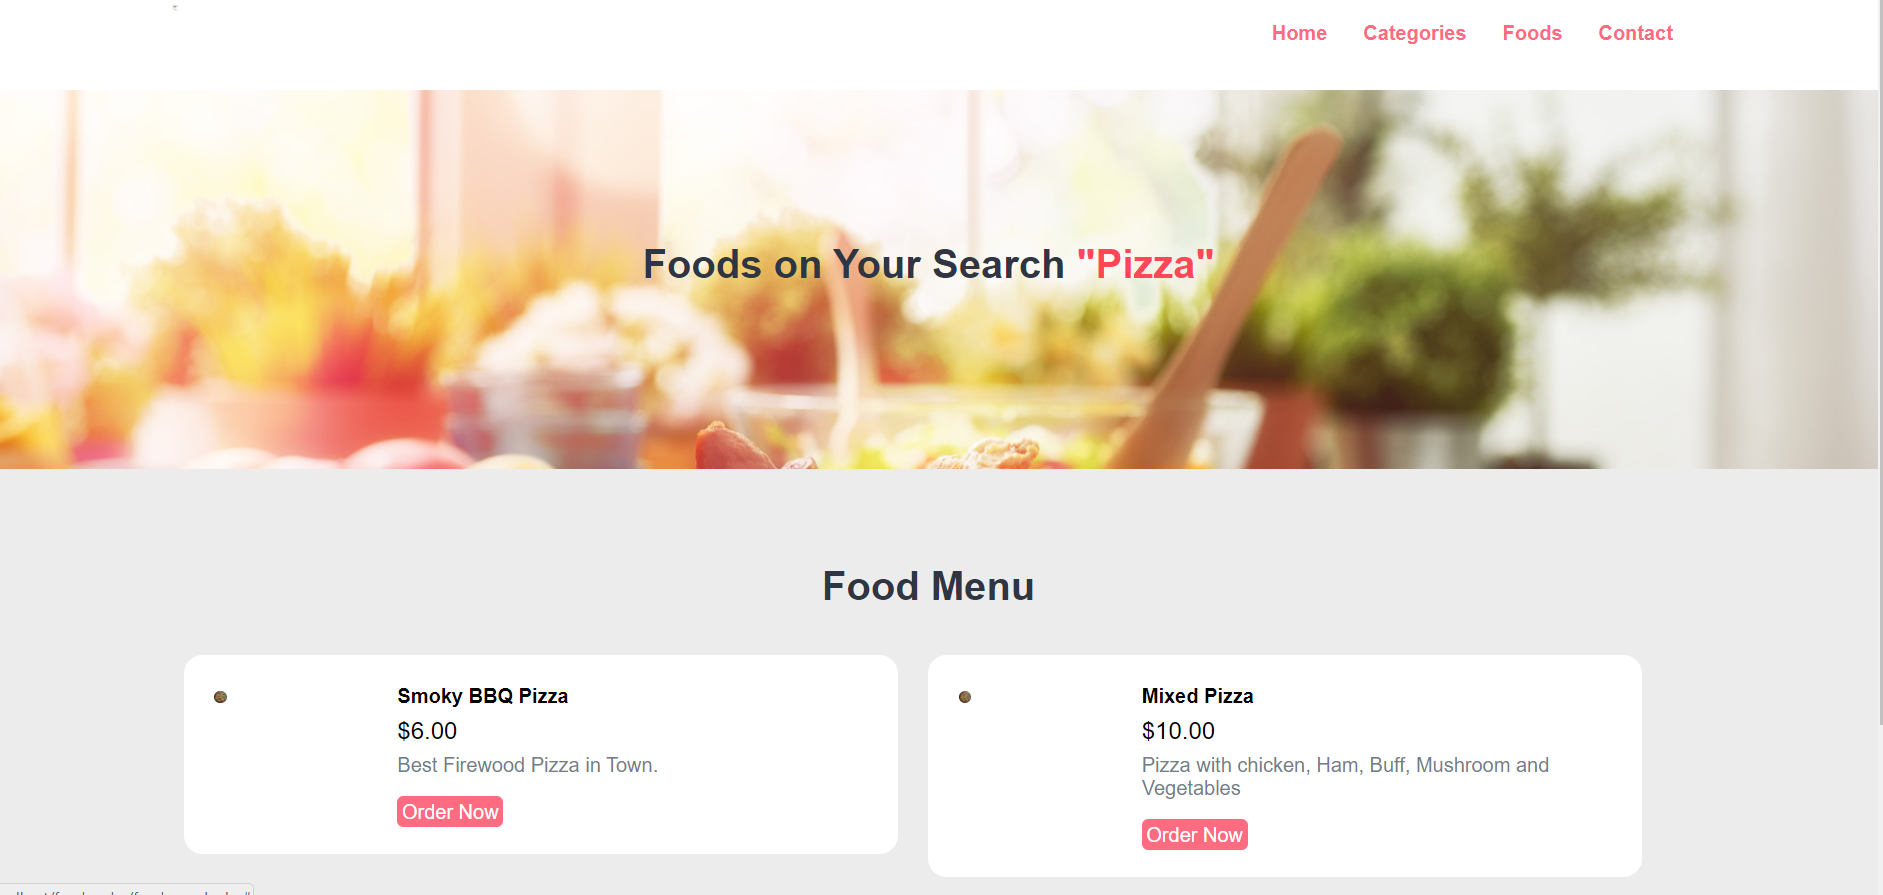 Home Categories Foods Contact
Foods on Your Search "Pizza"
Food Menu
Smoky BBQ Pizza
$6.00
Best Firewood Pizza in Town.
Order Now
Mixed Pizza
$10.00
Pizza with chicken, Ham, Buff, Mushroom and
Vegetables
Order Now